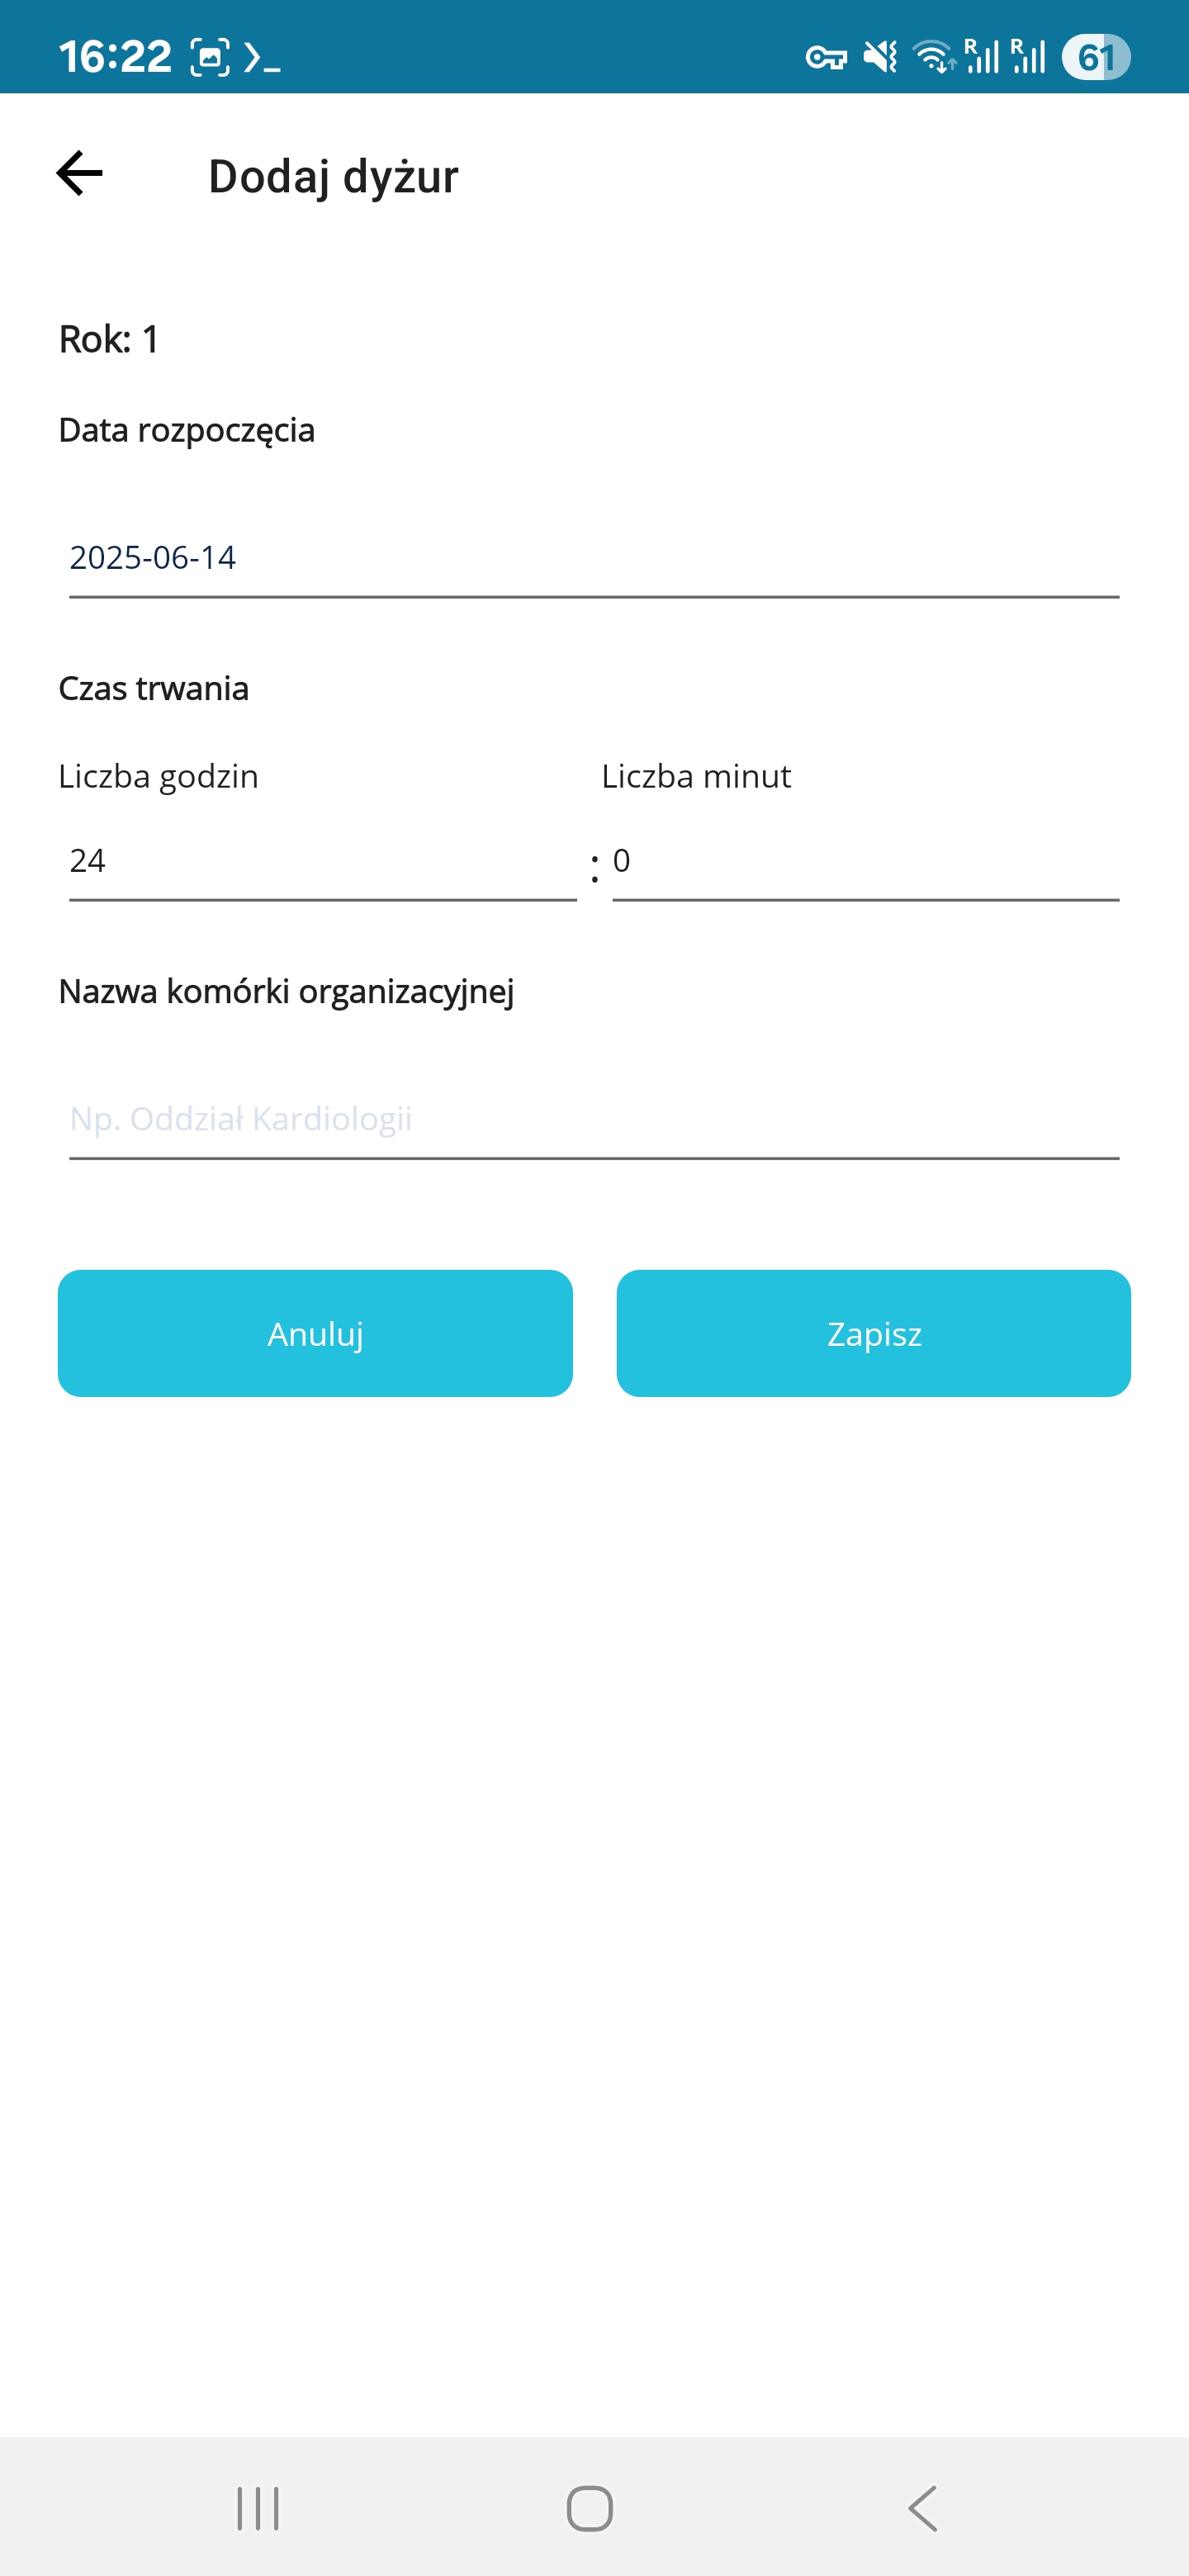 16:22
R R 61
Dodaj dyżur
Rok: 1
Data rozpoczęcia
2025-06-14
Czas trwania
Liczba godzin Liczba minut
24 : 0
Nazwa komórki organizacyjnej
Np. Oddział Kardiologii
Anuluj Zapisz